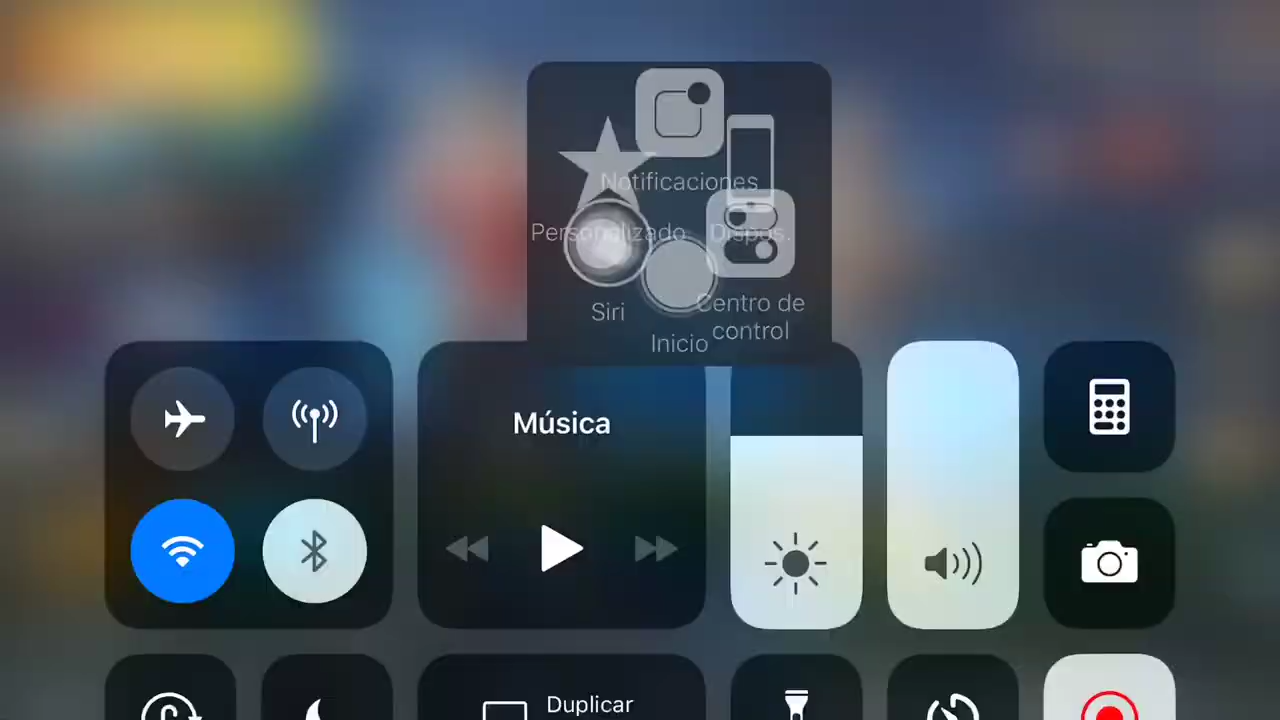 Notificaciones
Personalizado
Dispos.
Siri
Centro de
control
Inicio
Música
Duplicar